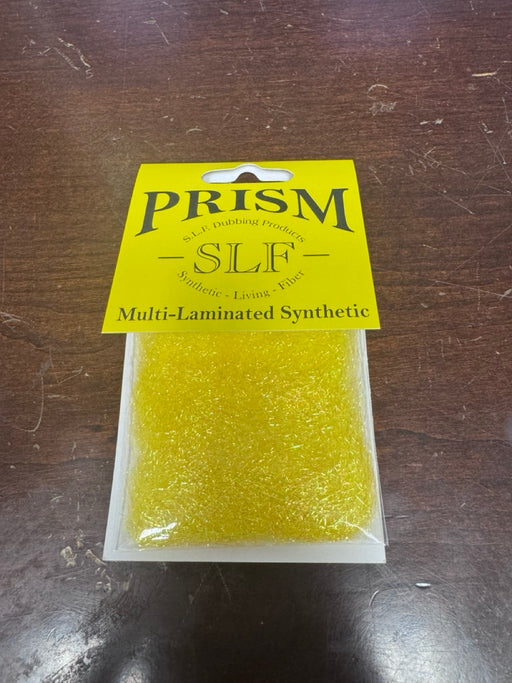 PRISM
S.L.F. Dubbing Products
- SLF -
Synthetic - Living - Fiber
Multi-Laminated Synthetic